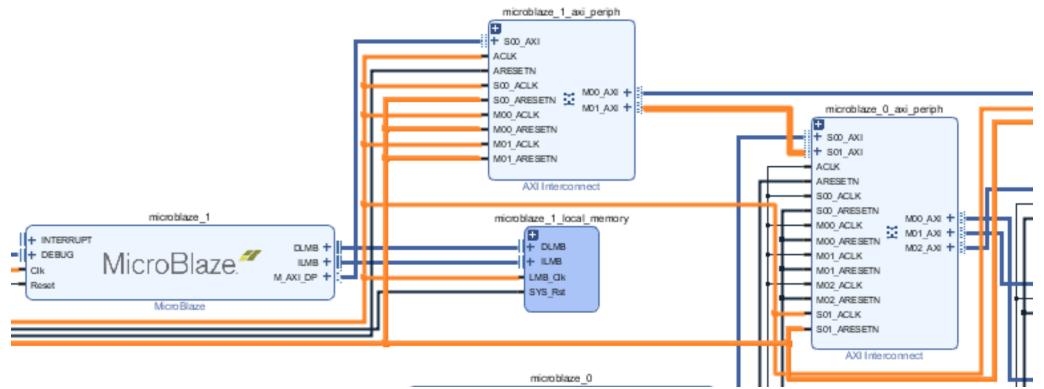 microblaze_1_axi_periph
S00_AXI
ACLK
ARESETN
S00_ACLK
S00_ARESETN
M00_ACLK
M00_ARESETN
M01_ACLK
M01_ARESETN
M00_AXI
M01_AXI
AXI Interconnect
microblaze_0_axi_periph
S00_AXI
S01_AXI
ACLK
ARESETN
S00_ACLK
S00_ARESETN
M00_ACLK
M00_ARESETN
M01_ACLK
M01_ARESETN
M02_ACLK
M02_ARESETN
S01_ACLK
S01_ARESETN
M00_AXI
M01_AXI
M02_AXI
AXI Interconnect
microblaze_1
INTERRUPT
DEBUG
Clk
Reset
MicroBlaze
DLMB
ILMB
M_AXI_DP
MicroBlaze
microblaze_1_local_memory
DLMB
ILMB
LMB_Clk
SYS_Rst
microblaze_0